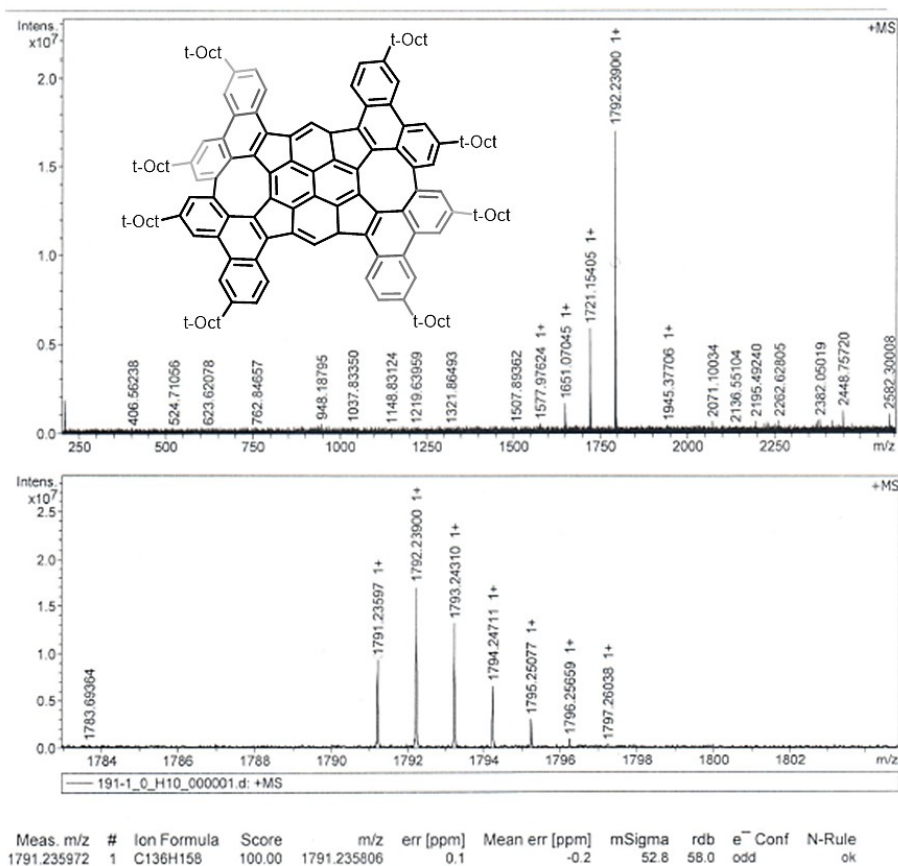 Intens.
x10⁷
+MS
2.0
1.5
1.0
0.5
0.0
t-Oct
t-Oct
t-Oct
t-Oct
t-Oct
t-Oct
t-Oct
t-Oct
406.56238
524.71056
623.62078
762.84657
948.18795
1037.83350
1148.83124
1219.63959
1321.86493
1507.89362
1577.97624 1+
1651.07045 1+
1721.15405 1+
1792.23900 1+
1945.37706 1+
2071.10034
2136.55104
2195.49240
2262.62805
2382.05019
2448.75720
2582.30008
250 500 750 1000 1250 1500 1750 2000 2250 m/z
Intens.
x10⁷
+MS
2.5
2.0
1.5
1.0
0.5
0.0
1783.69364
1791.23597 1+
1792.23900 1+
1793.24310 1+
1794.24711 1+
1795.25077 1+
1796.25659 1+
1797.26038 1+
1784 1786 1788 1790 1792 1794 1796 1798 1800 1802 m/z
191-1_0_H10_000001.d: +MS
Meas. m/z # Ion Formula Score m/z err [ppm] Mean err [ppm] mSigma rdb e⁻ Conf N-Rule
1791.235972 1 C136H158 100.00 1791.235806 0.1 -0.2 52.8 58.0 odd ok